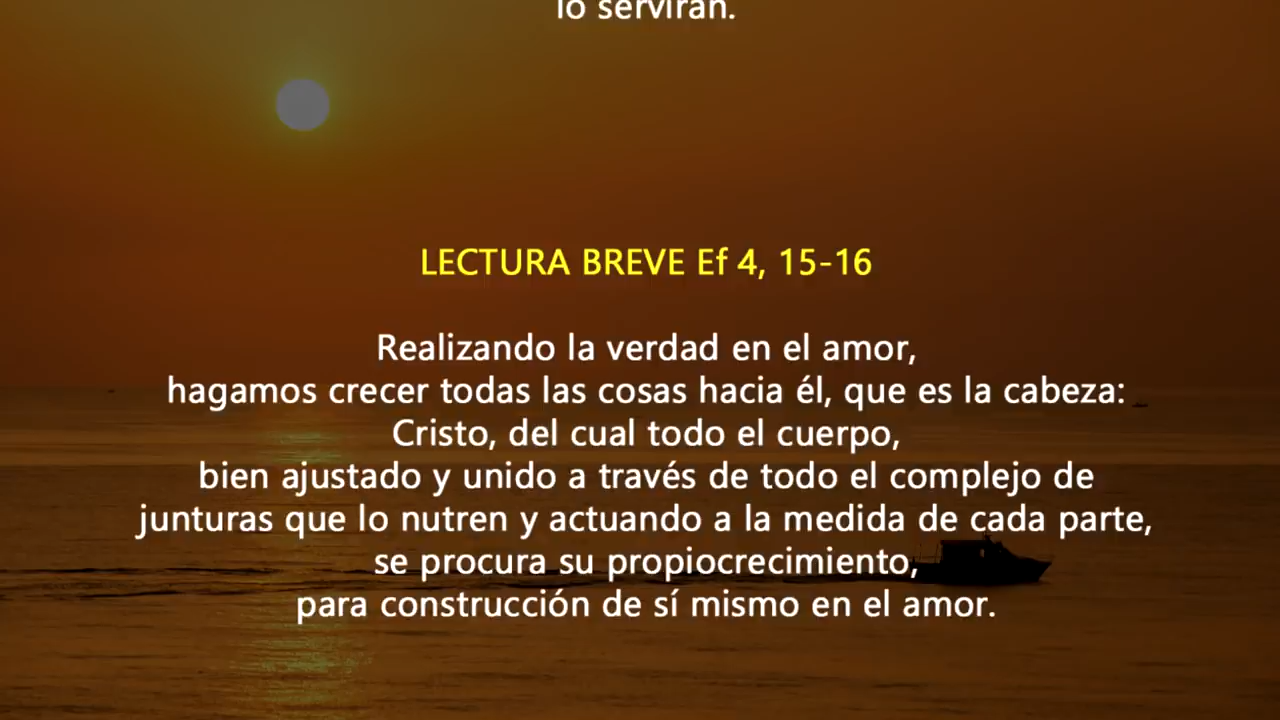 lo servirán.
LECTURA BREVE Ef 4, 15-16
Realizando la verdad en el amor,
hagamos crecer todas las cosas hacia él, que es la cabeza:
Cristo, del cual todo el cuerpo,
bien ajustado y unido a través de todo el complejo de
junturas que lo nutren y actuando a la medida de cada parte,
se procura su propiocrecimiento,
para construcción de sí mismo en el amor.